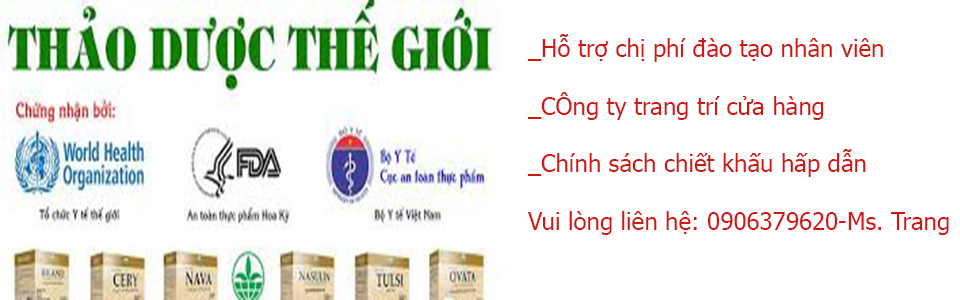 THẢO DƯỢC THẾ GIỚI
Chứng nhận bởi:
World Health
Organization
Tổ chức Y tế thế giới
FDA
An toàn thực phẩm Hoa Kỳ
BỘ Y TẾ
Bộ Y Tế
Cục an toàn thực phẩm
Bộ Y tế Việt Nam
CERY
NAVA
NASULIN
TULSI
OVATA
_Hỗ trợ chị phí đào tạo nhân viên
_CÔng ty trang trí cửa hàng
_Chính sách chiết khấu hấp dẫn
Vui lòng liên hệ: 0906379620-Ms. Trang